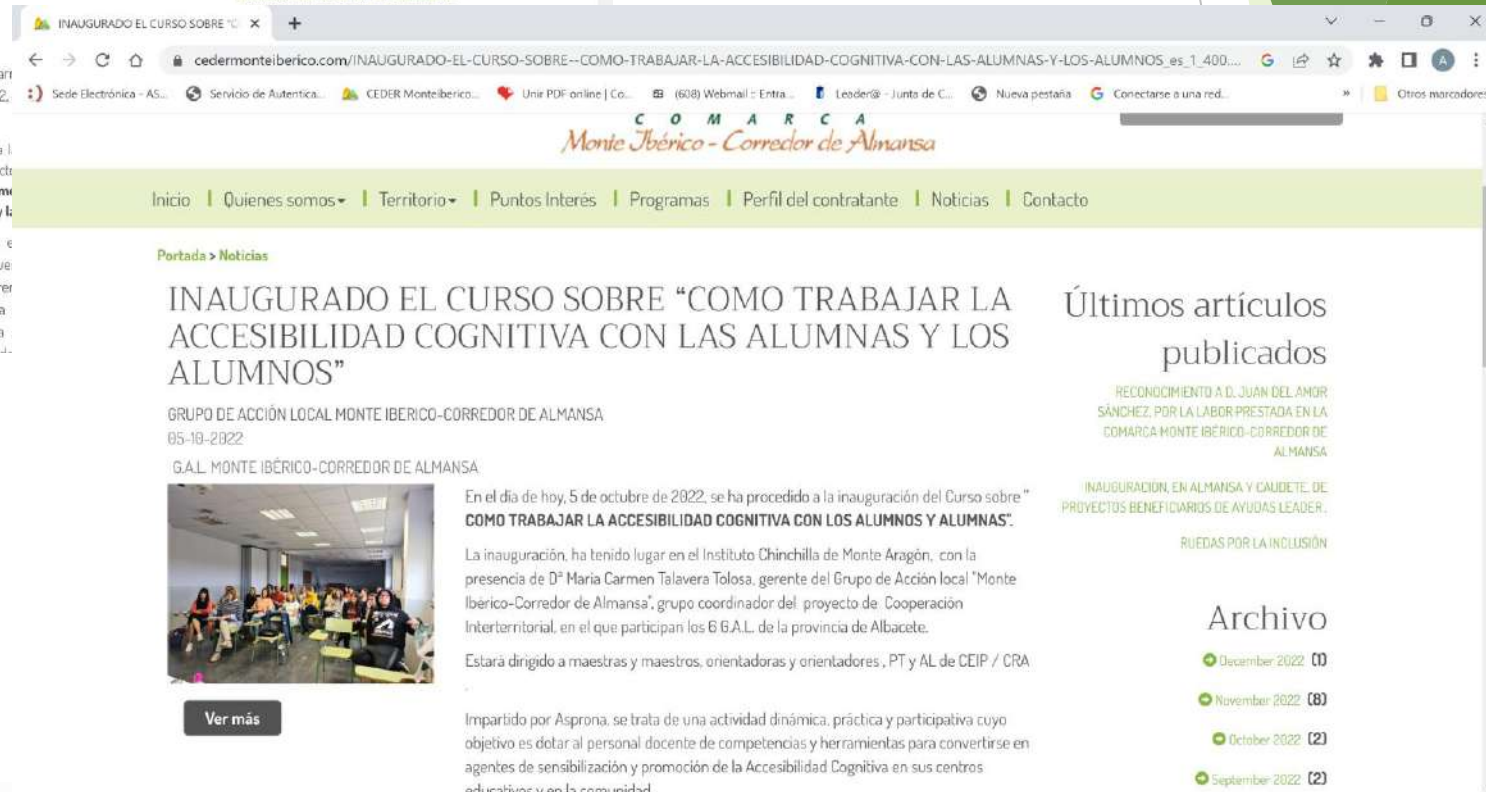 INAUGURADO EL CURSO SOBRE "C
cedermonteiberico.com/INAUGURADO-EL-CURSO-SOBRE--COMO-TRABAJAR-LA-ACCESIBILIDAD-COGNITIVA-CON-LAS-ALUMNAS-Y-LOS-ALUMNOS_es_1_400....
Sede Electrónica - AS... Servicio de Autentica... CEDER Monteiberico... Unir PDF online | Co... (608) Webmail :: Entra... Leader@ - Junta de C... Nueva pestaña Conectarse a una red... » Otros marcadores
COMARCA
Monte Ibérico - Corredor de Almansa
Inicio Quienes somos Territorio Puntos Interés Programas Perfil del contratante Noticias Contacto
Portada > Noticias
INAUGURADO EL CURSO SOBRE “COMO TRABAJAR LA
ACCESIBILIDAD COGNITIVA CON LAS ALUMNAS Y LOS
ALUMNOS”
GRUPO DE ACCIÓN LOCAL MONTE IBERICO-CORREDOR DE ALMANSA
05-10-2022
G.A.L. MONTE IBÉRICO-CORREDOR DE ALMANSA
En el día de hoy, 5 de octubre de 2022, se ha procedido a la inauguración del Curso sobre "
COMO TRABAJAR LA ACCESIBILIDAD COGNITIVA CON LOS ALUMNOS Y ALUMNAS".
La inauguración, ha tenido lugar en el Instituto Chinchilla de Monte Aragón, con la
presencia de Dª Maria Carmen Talavera Tolosa, gerente del Grupo de Acción local "Monte
Ibérico-Corredor de Almansa", grupo coordinador del proyecto de Cooperación
Interterritorial, en el que participan los 6 G.A.L. de la provincia de Albacete.
Estará dirigido a maestras y maestros, orientadoras y orientadores , PT y AL de CEIP / CRA
.
Impartido por Asprona, se trata de una actividad dinámica, práctica y participativa cuyo
objetivo es dotar al personal docente de competencias y herramientas para convertirse en
agentes de sensibilización y promoción de la Accesibilidad Cognitiva en sus centros
educativos y en la comunidad
Ver más
Últimos artículos
publicados
RECONOCIMIENTO A D. JUAN DEL AMOR
SÁNCHEZ, POR LA LABOR PRESTADA EN LA
COMARCA MONTE IBÉRICO-CORREDOR DE
ALMANSA
INAUGURACIÓN, EN ALMANSA Y CAUDETE, DE
PROYECTOS BENEFICIARIOS DE AYUDAS LEADER.
RUEDAS POR LA INCLUSIÓN
Archivo
December 2022 (1)
November 2022 (8)
October 2022 (2)
September 2022 (2)